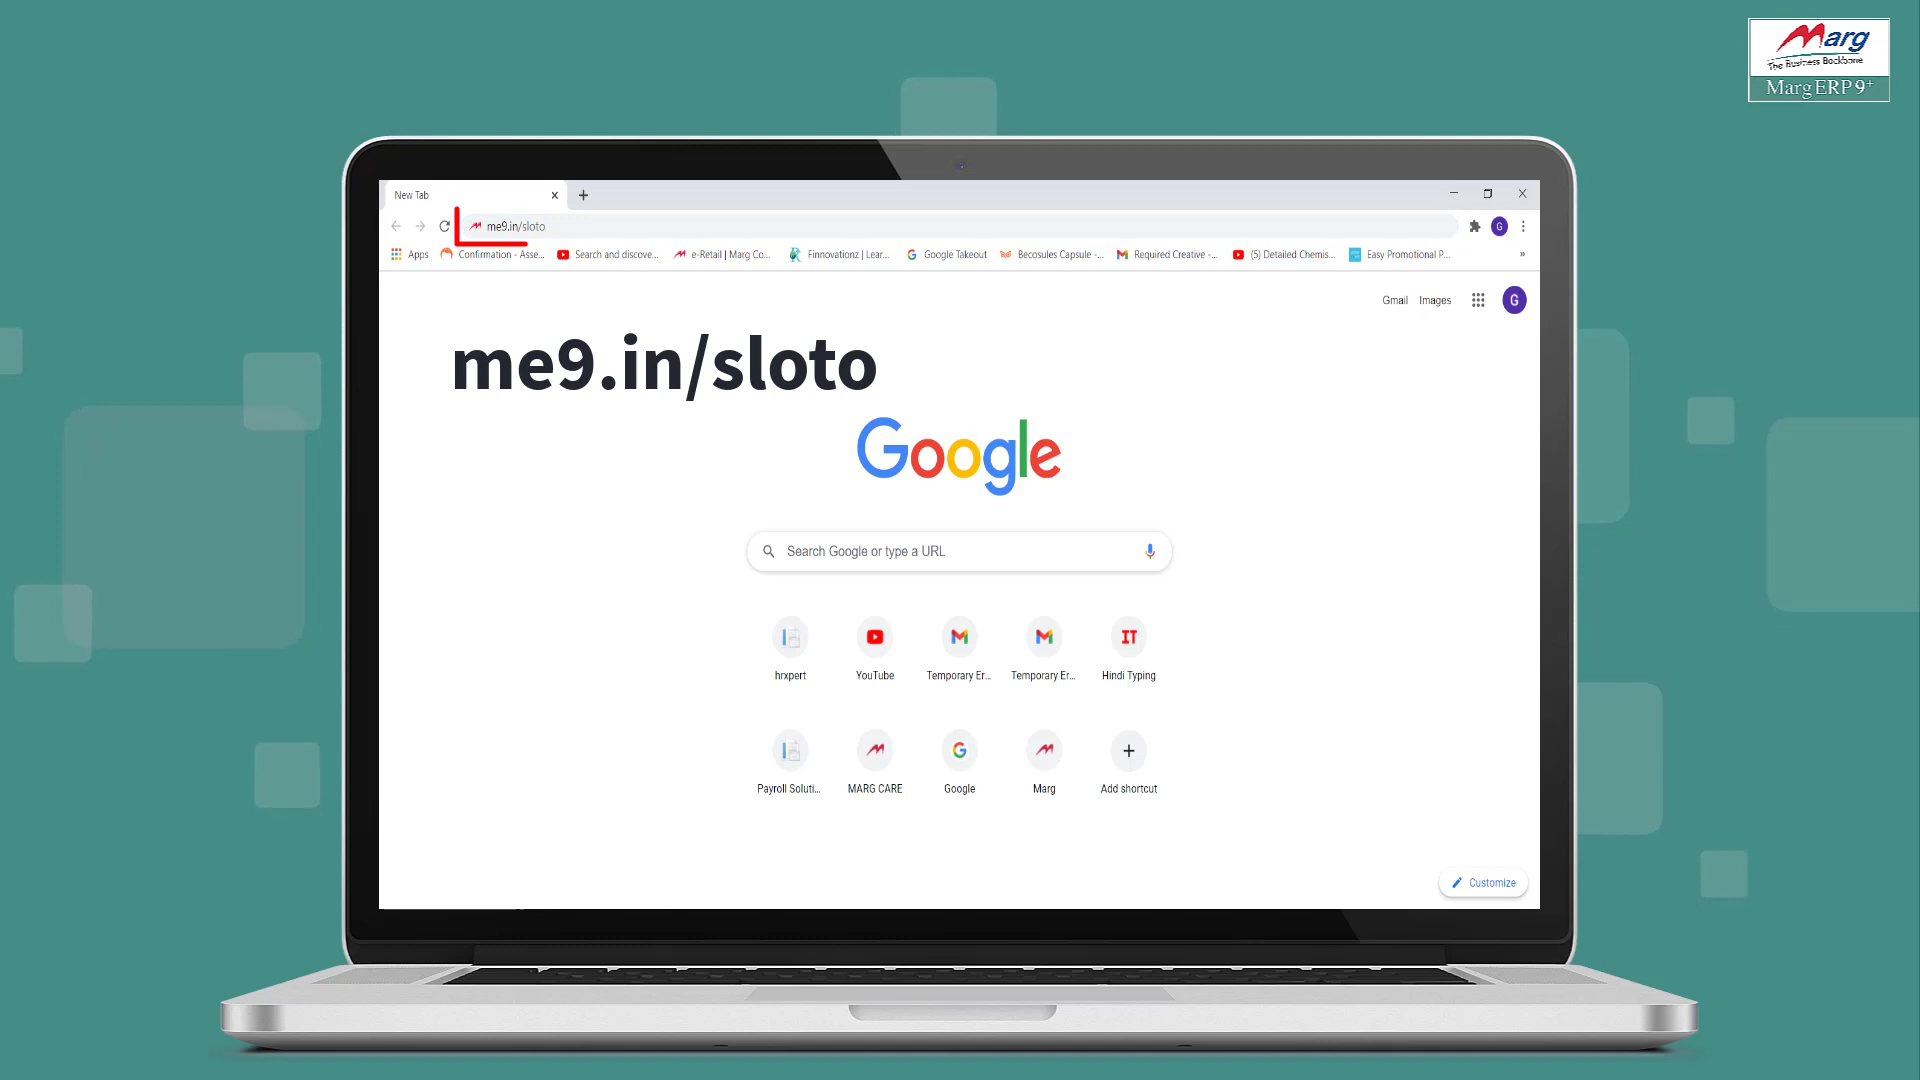 Marg
The Business Backbone
Marg ERP 9+
New Tab
me9.in/sloto
Apps Confirmation - Asse... Search and discove... e-Retail | Marg Co... Finnovationz | Lear... Google Takeout Becosules Capsule -... Required Creative -... (5) Detailed Chemis... Easy Promotional P... »
G
Gmail Images G
me9.in/sloto
Google
Search Google or type a URL
hrxpert YouTube Temporary Er... Temporary Er... Hindi Typing
Payroll Soluti... MARG CARE Google Marg Add shortcut
Customize